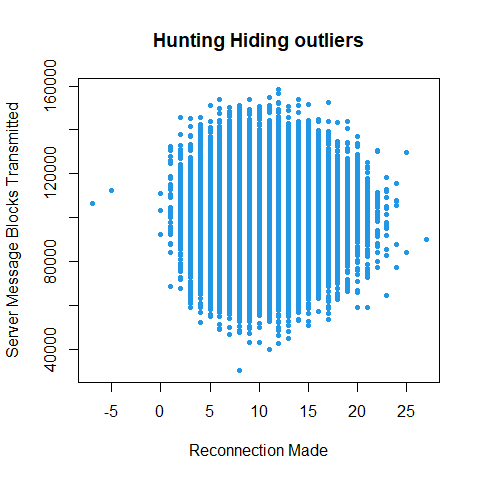 Hunting Hiding outliers
Server Message Blocks Transmitted
160000
120000
80000
40000
-5 0 5 10 15 20 25
Reconnection Made